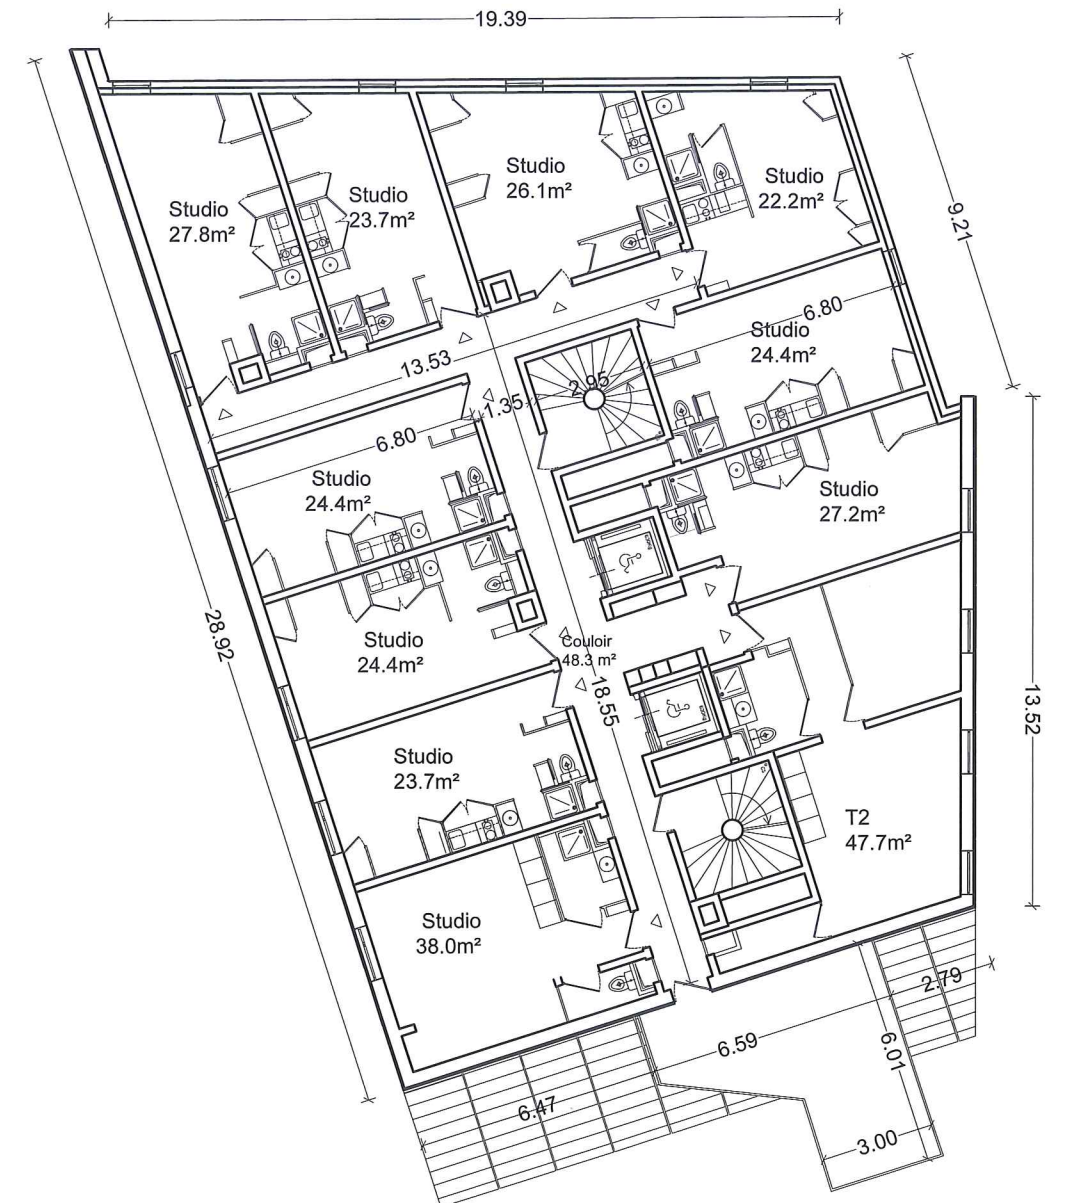 19.39
Studio
26.1m²
Studio
22.2m²
Studio
23.7m²
Studio
27.8m²
9.21
6.80
Studio
24.4m²
13.53
2.95
1.35
6.80
Studio
24.4m²
Studio
27.2m²
28.92
Studio
24.4m²
Couloir
48.3 m²
18.55
13.52
Studio
23.7m²
T2
47.7m²
Studio
38.0m²
2.79
6.59
6.01
6.47
3.00